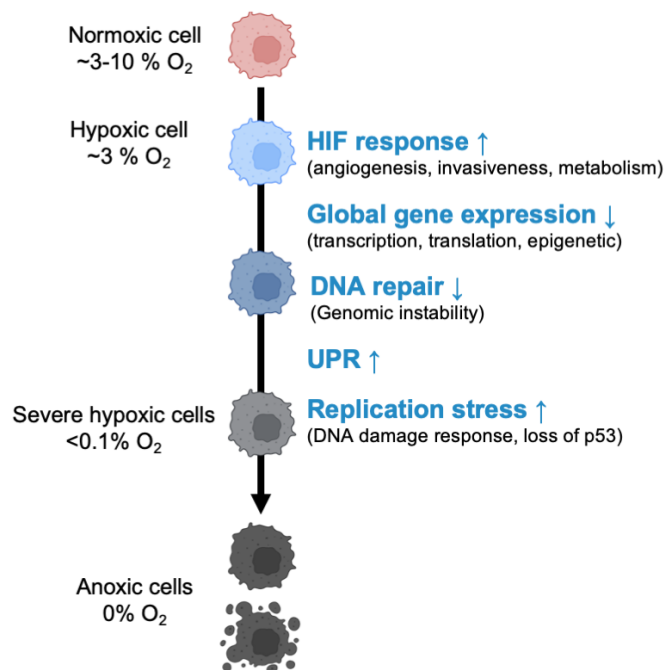 Normoxic cell
~3-10 % O₂
Hypoxic cell
~3 % O₂
HIF response ↑
(angiogenesis, invasiveness, metabolism)
Global gene expression ↓
(transcription, translation, epigenetic)
DNA repair ↓
(Genomic instability)
UPR ↑
Severe hypoxic cells
<0.1% O₂
Replication stress ↑
(DNA damage response, loss of p53)
Anoxic cells
0% O₂